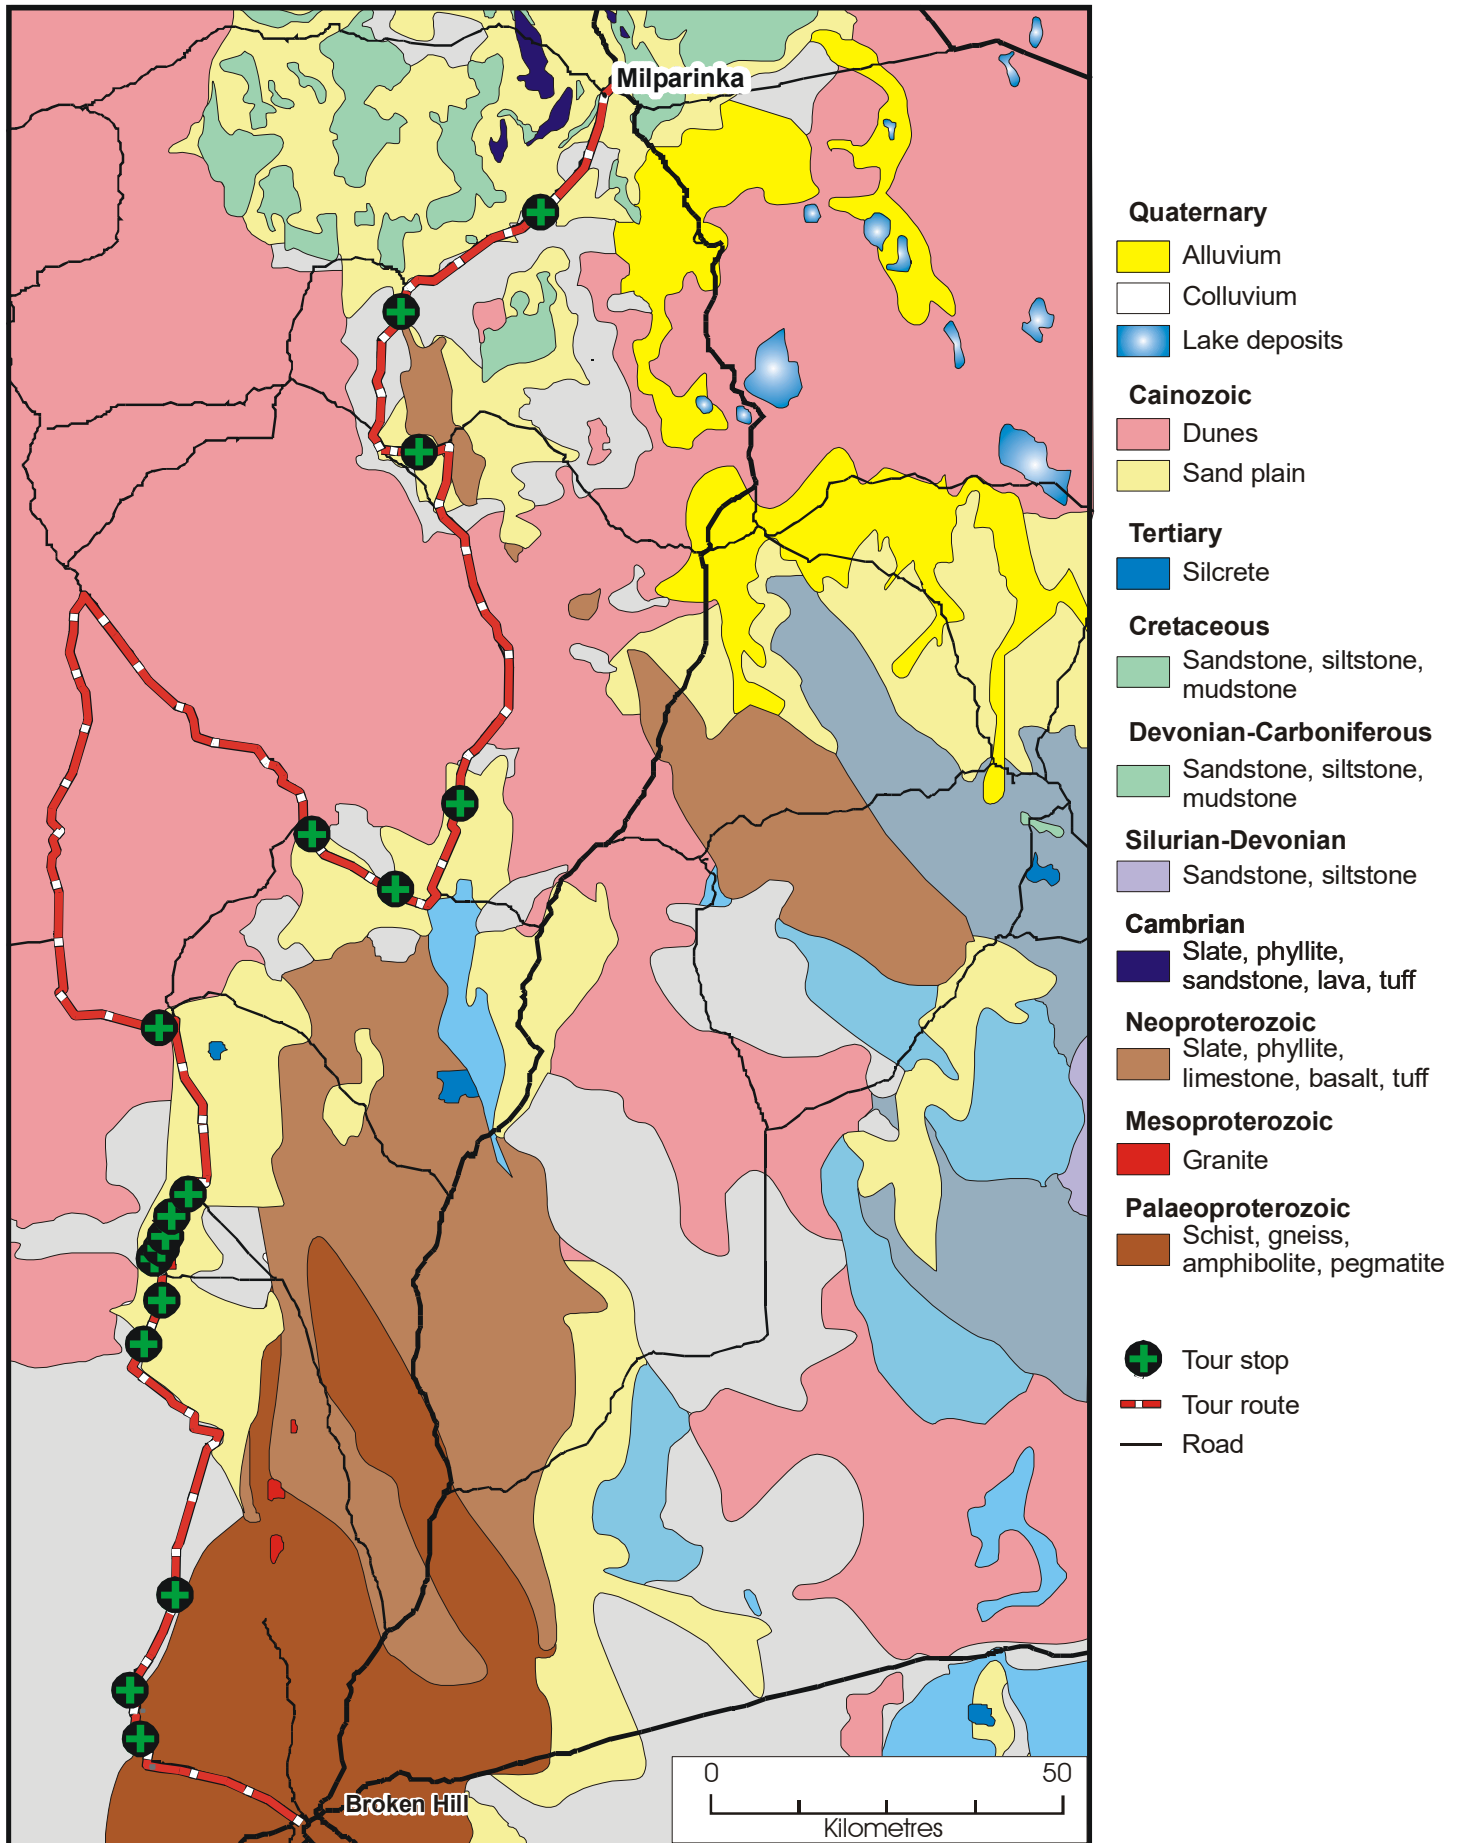 Milparinka
Quaternary
Alluvium
Colluvium
Lake deposits
Cainozoic
Dunes
Sand plain
Tertiary
Silcrete
Cretaceous
Sandstone, siltstone,
mudstone
Devonian-Carboniferous
Sandstone, siltstone,
mudstone
Silurian-Devonian
Sandstone, siltstone
Cambrian
Slate, phyllite,
sandstone, lava, tuff
Neoproterozoic
Slate, phyllite,
limestone, basalt, tuff
Mesoproterozoic
Granite
Palaeoproterozoic
Schist, gneiss,
amphibolite, pegmatite
Tour stop
Tour route
Road
0 50
Kilometres
Broken Hill